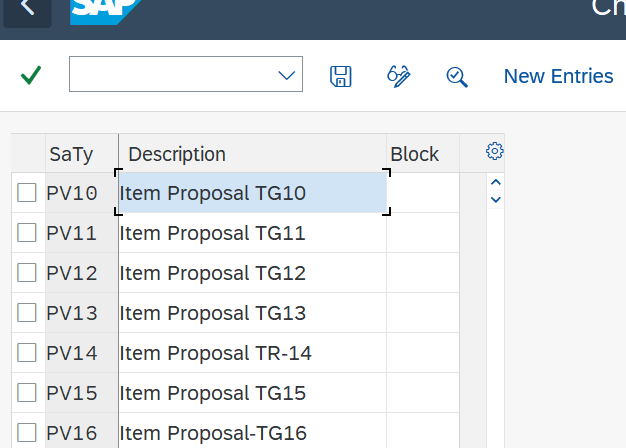 SAP
Ch
New Entries
SaTy Description Block
PV10 Item Proposal TG10
PV11 Item Proposal TG11
PV12 Item Proposal TG12
PV13 Item Proposal TG13
PV14 Item Proposal TR-14
PV15 Item Proposal TG15
PV16 Item Proposal-TG16